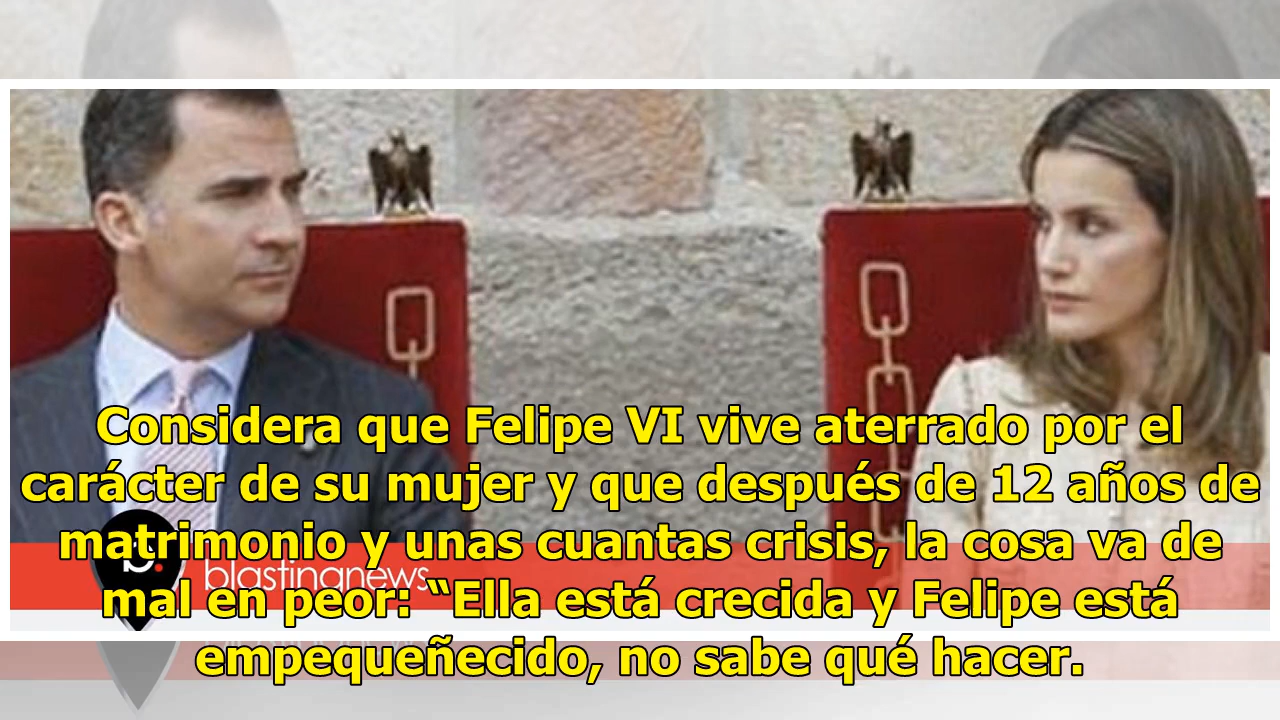 Considera que Felipe VI vive aterrado por el
carácter de su mujer y que después de 12 años de
matrimonio y unas cuantas crisis, la cosa va de
blastingnews
mal en peor: “Ella está crecida y Felipe está
empequeñecido, no sabe qué hacer.